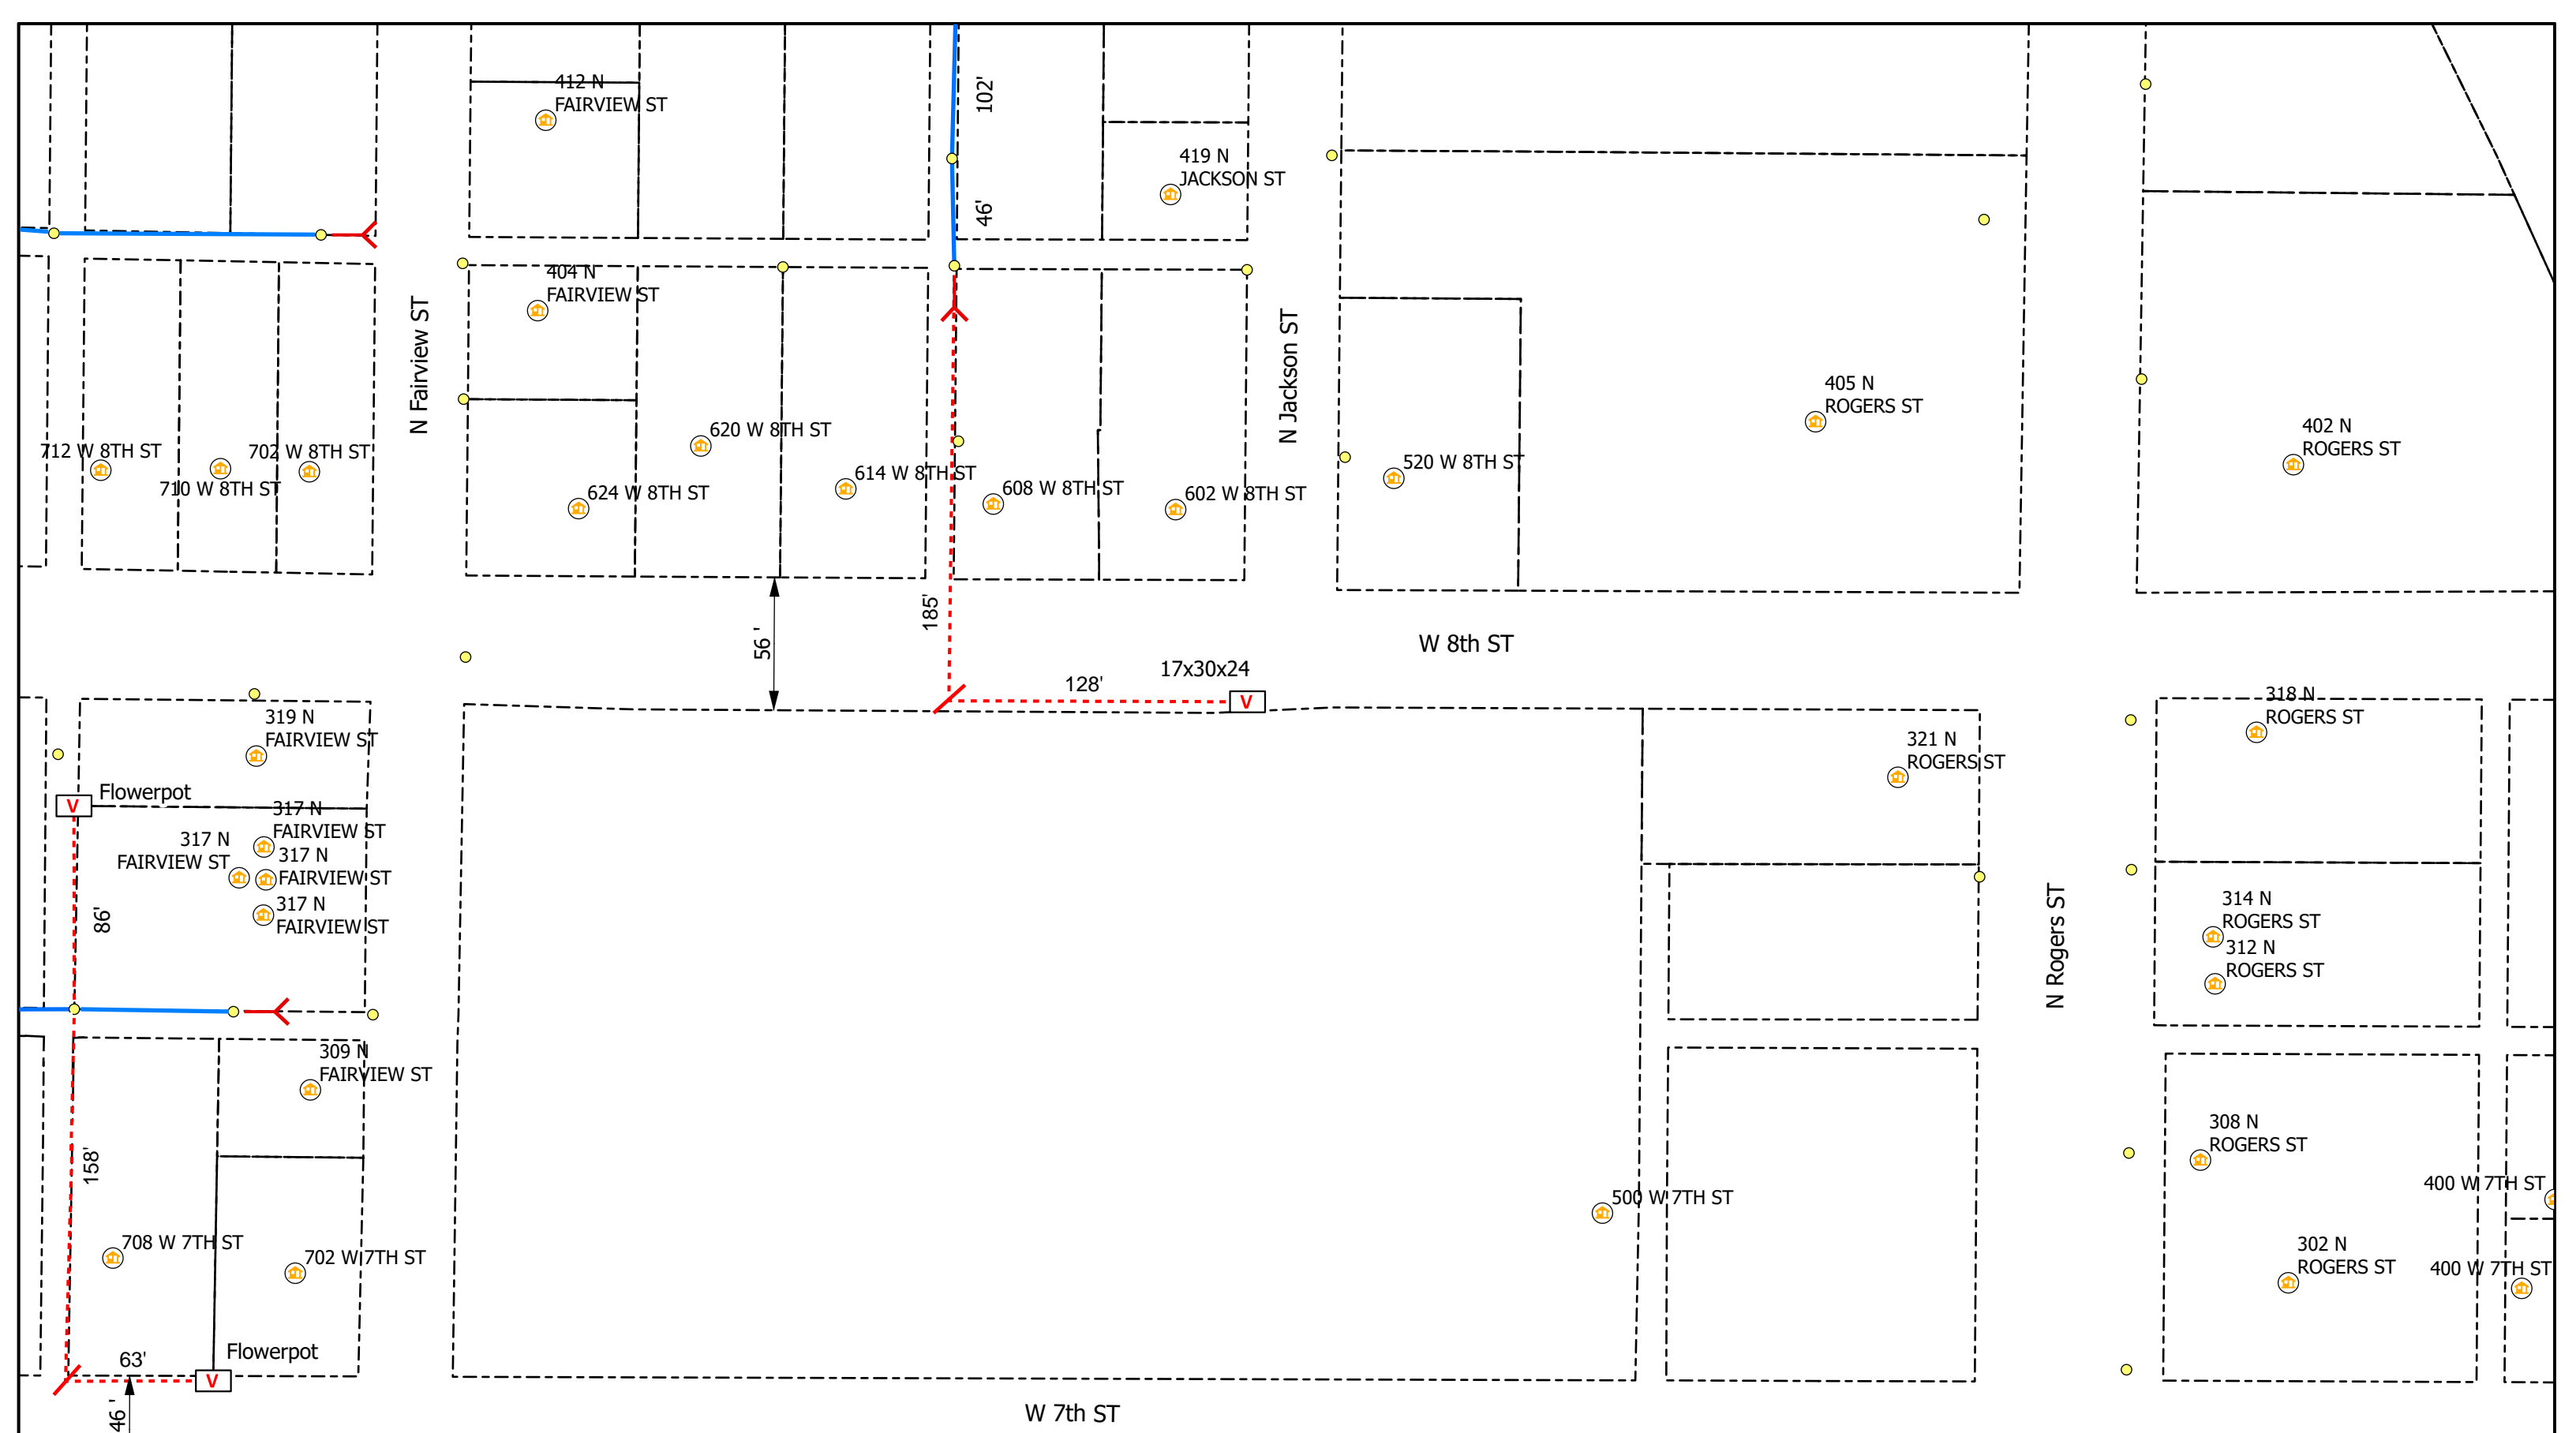 412 N
FAIRVIEW ST
102'
419 N
JACKSON ST
46'
404 N
FAIRVIEW ST
N Fairview ST
N Jackson ST
405 N
ROGERS ST
402 N
ROGERS ST
620 W 8TH ST
712 W 8TH ST
702 W 8TH ST
710 W 8TH ST
614 W 8TH ST
624 W 8TH ST
608 W 8TH ST
602 W 8TH ST
520 W 8TH ST
185'
56 '
W 8th ST
17x30x24
128'
V
318 N
ROGERS ST
319 N
FAIRVIEW ST
321 N
ROGERS ST
Flowerpot
V
317 N
FAIRVIEW ST
317 N
FAIRVIEW ST
317 N
FAIRVIEW ST
317 N
FAIRVIEW ST
86'
314 N
ROGERS ST
312 N
ROGERS ST
N Rogers ST
309 N
FAIRVIEW ST
158'
308 N
ROGERS ST
400 W 7TH ST
500 W 7TH ST
708 W 7TH ST
702 W 7TH ST
302 N
ROGERS ST
400 W 7TH ST
Flowerpot
63'
V
46 '
W 7th ST